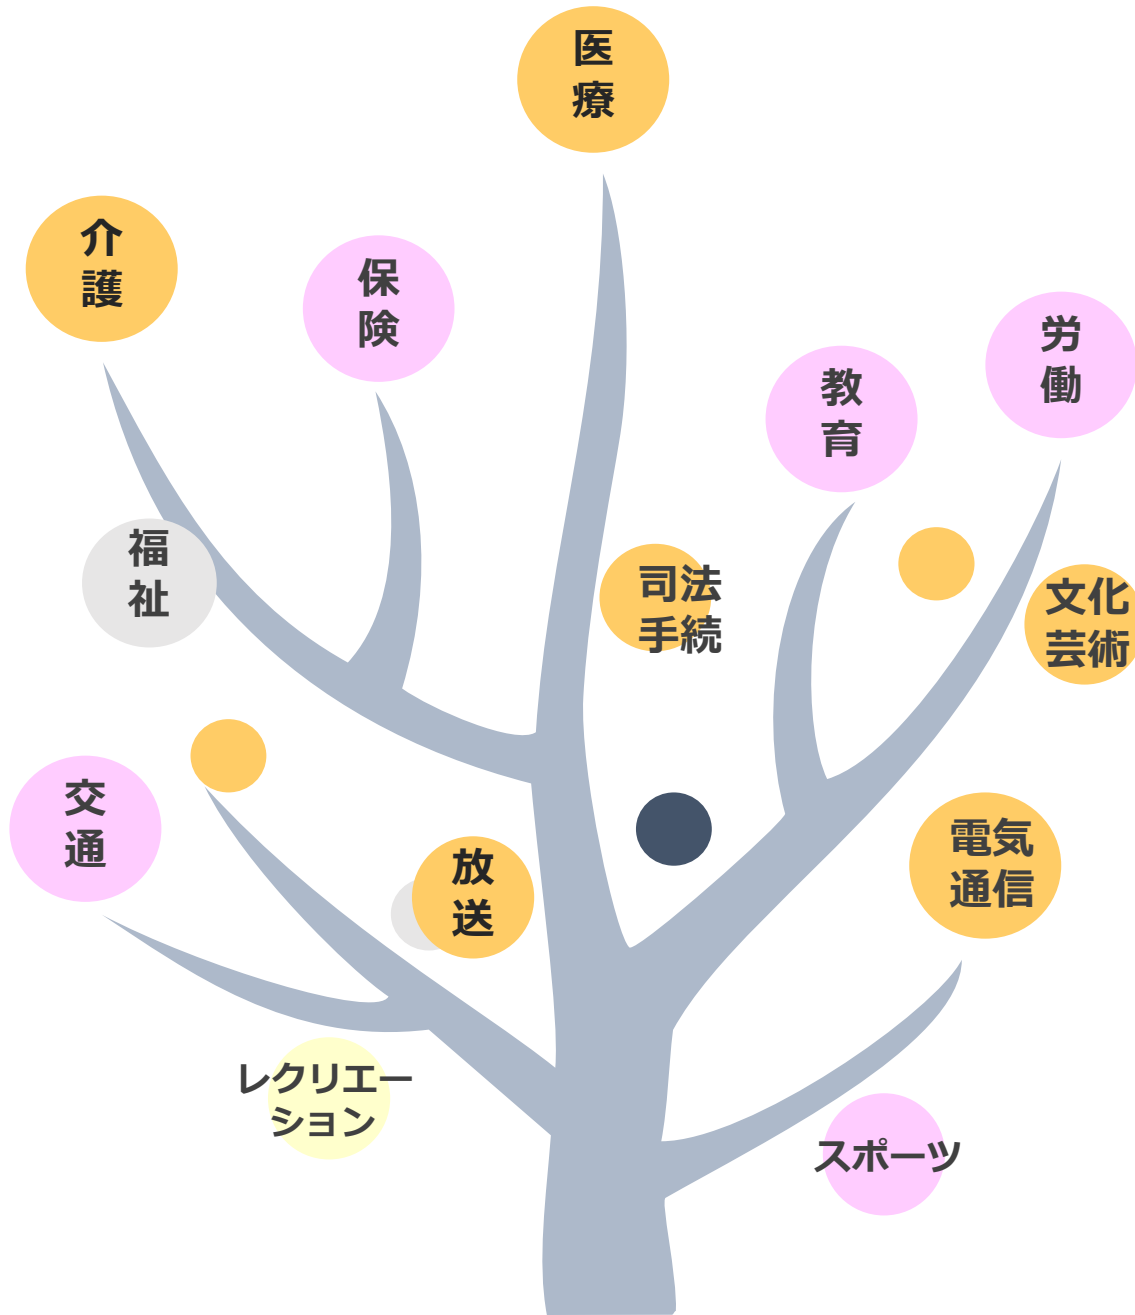 医
療
介
護
保
険
労
働
教
育
福
祉
司法
手続
文化
芸術
交
通
電気
通信
放
送
レクリエー
ション
スポーツ